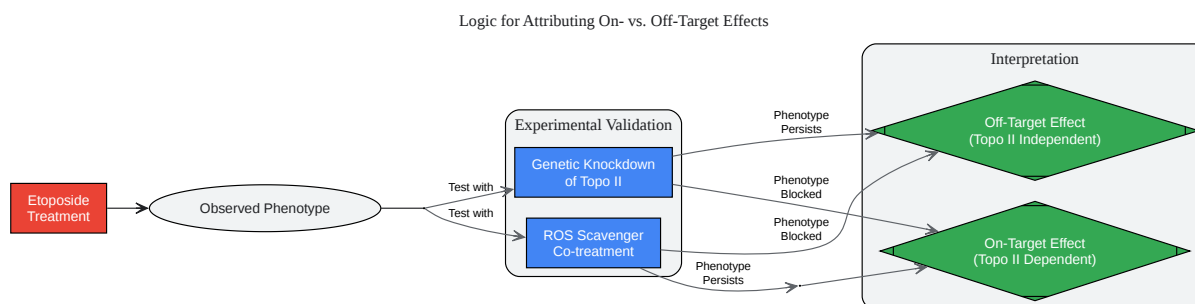 Logic for Attributing On- vs. Off-Target Effects
Etoposide
Treatment
Observed Phenotype
Test with
Test with
Experimental Validation
Genetic Knockdown
of Topo II
ROS Scavenger
Co-treatment
Phenotype
Persists
Phenotype
Blocked
Phenotype
Blocked
Phenotype
Persists
Interpretation
Off-Target Effect
(Topo II Independent)
On-Target Effect
(Topo II Dependent)